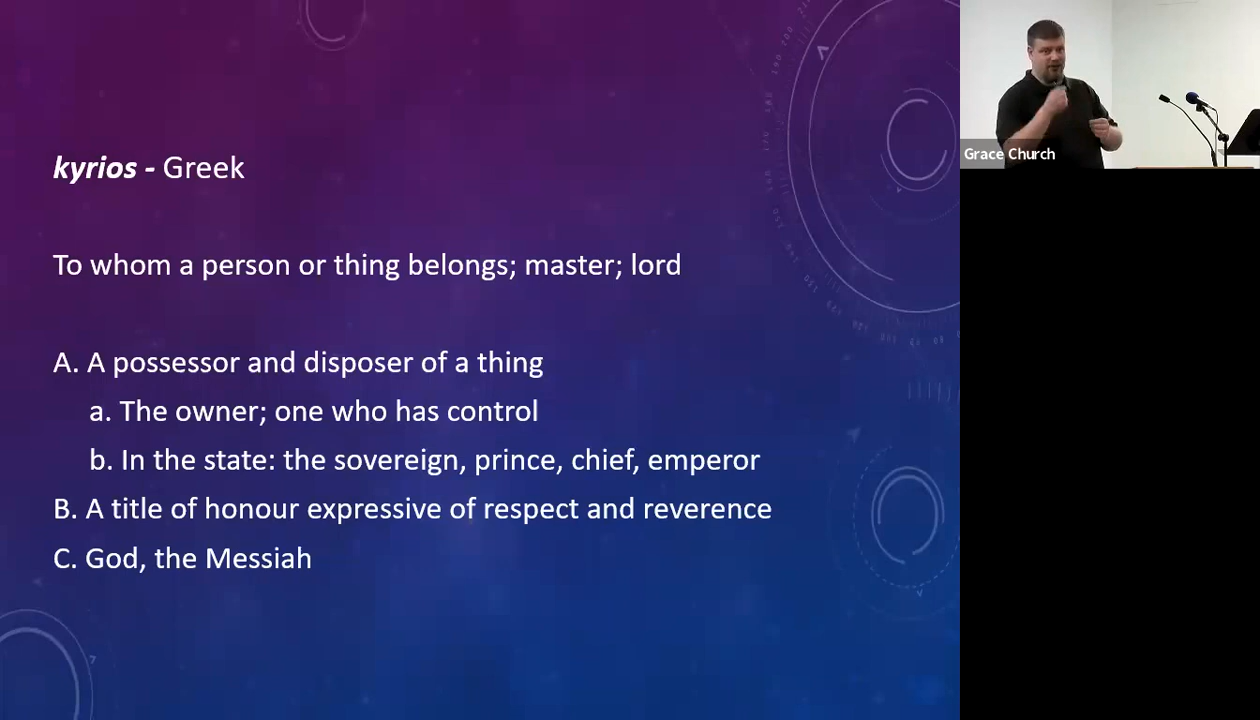 kyrios - Greek
To whom a person or thing belongs; master; lord
A. A possessor and disposer of a thing
a. The owner; one who has control
b. In the state: the sovereign, prince, chief, emperor
B. A title of honour expressive of respect and reverence
C. God, the Messiah
Grace Church